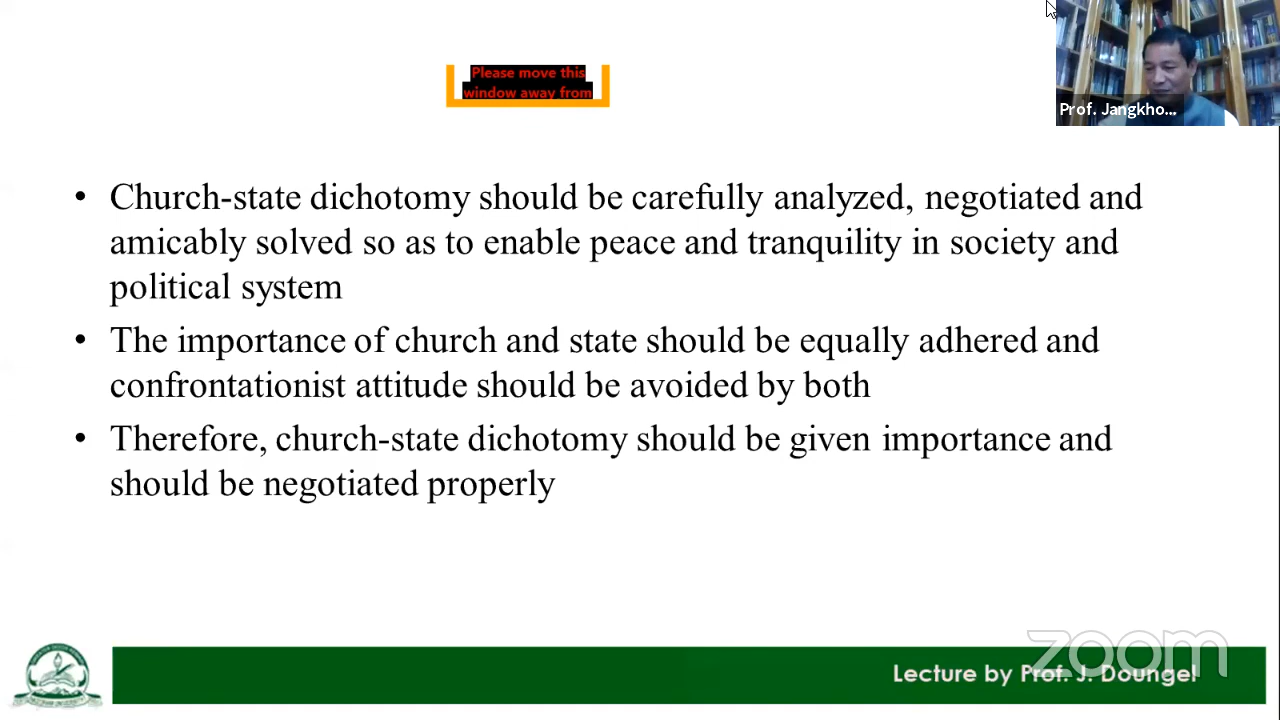 Please move this
window away from
Prof. Jangkho...
• Church-state dichotomy should be carefully analyzed, negotiated and
amicably solved so as to enable peace and tranquility in society and
political system
• The importance of church and state should be equally adhered and
confrontationist attitude should be avoided by both
• Therefore, church-state dichotomy should be given importance and
should be negotiated properly
zoom
Lecture by Prof. J. Doungel